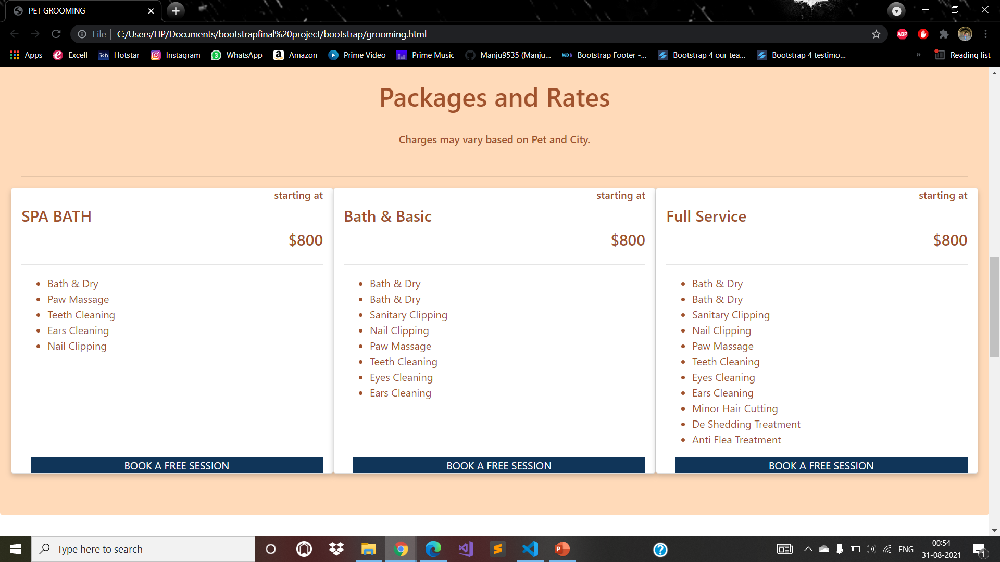 PET GROOMING
File | C:/Users/HP/Documents/bootstrapfinal%20project/bootstrap/grooming.html
ABP
Apps Excell Hotstar Instagram WhatsApp Amazon Prime Video Prime Music Manju9535 (Manju... MDB Bootstrap Footer -... Bootstrap 4 our tea... Bootstrap 4 testimo... » Reading list
Packages and Rates
Charges may vary based on Pet and City.
starting at
SPA BATH
$800
Bath & Dry
Paw Massage
Teeth Cleaning
Ears Cleaning
Nail Clipping
BOOK A FREE SESSION
starting at
Bath & Basic
$800
Bath & Dry
Bath & Dry
Sanitary Clipping
Nail Clipping
Paw Massage
Teeth Cleaning
Eyes Cleaning
Ears Cleaning
BOOK A FREE SESSION
starting at
Full Service
$800
Bath & Dry
Bath & Dry
Sanitary Clipping
Nail Clipping
Paw Massage
Teeth Cleaning
Eyes Cleaning
Ears Cleaning
Minor Hair Cutting
De Shedding Treatment
Anti Flea Treatment
BOOK A FREE SESSION
Type here to search
ENG
00:54
31-08-2021
1